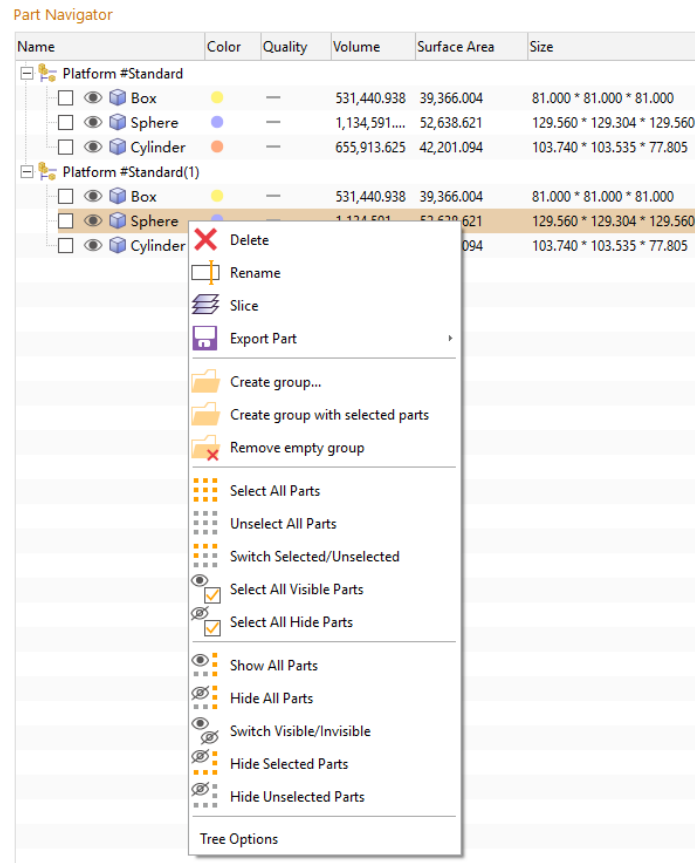 Part Navigator
Name Color Quality Volume Surface Area Size
Platform #Standard
Box — 531,440.938 39,366.004 81.000 * 81.000 * 81.000
Sphere — 1,134,591.... 52,638.621 129.560 * 129.304 * 129.560
Cylinder — 655,913.625 42,201.094 103.740 * 103.535 * 77.805
Platform #Standard(1)
Box — 531,440.938 39,366.004 81.000 * 81.000 * 81.000
Sphere 129.560 * 129.304 * 129.560
Cylinder 094 103.740 * 103.535 * 77.805
Delete
Rename
Slice
Export Part
Create group...
Create group with selected parts
Remove empty group
Select All Parts
Unselect All Parts
Switch Selected/Unselected
Select All Visible Parts
Select All Hide Parts
Show All Parts
Hide All Parts
Switch Visible/Invisible
Hide Selected Parts
Hide Unselected Parts
Tree Options